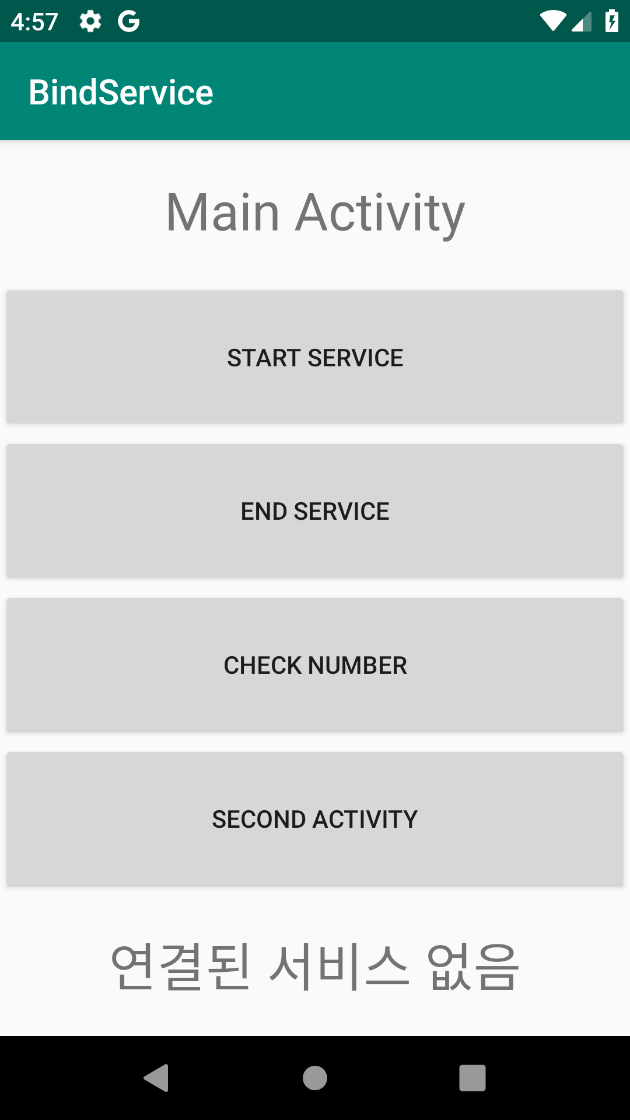 4:57
BindService
Main Activity
START SERVICE
END SERVICE
CHECK NUMBER
SECOND ACTIVITY
연결된 서비스 없음